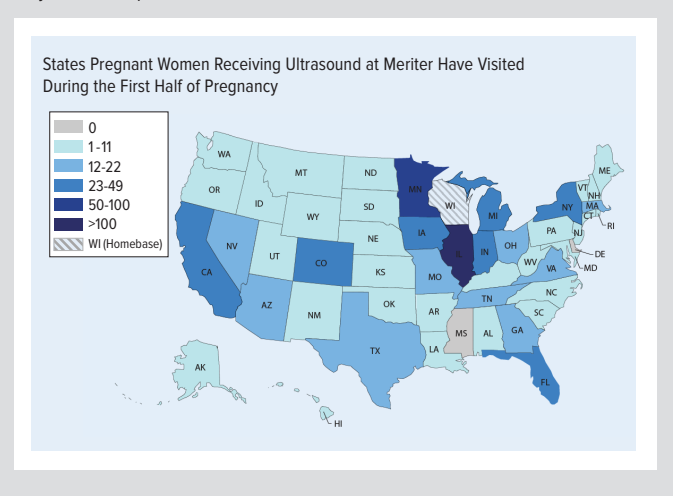 States Pregnant Women Receiving Ultrasound at Meriter Have Visited
During the First Half of Pregnancy
0
1-11
12-22
23-49
50-100
>100
WI (Homebase)
WA
MT
ND
MN
ME
OR
ID
WY
SD
WI
MI
VT
NH
NY
MA
CT
RI
NV
UT
CO
NE
IA
IL
IN
OH
PA
NJ
CA
KS
MO
WV
VA
DE
MD
AZ
NM
OK
AR
TN
NC
SC
TX
LA
MS
AL
GA
FL
AK
HI